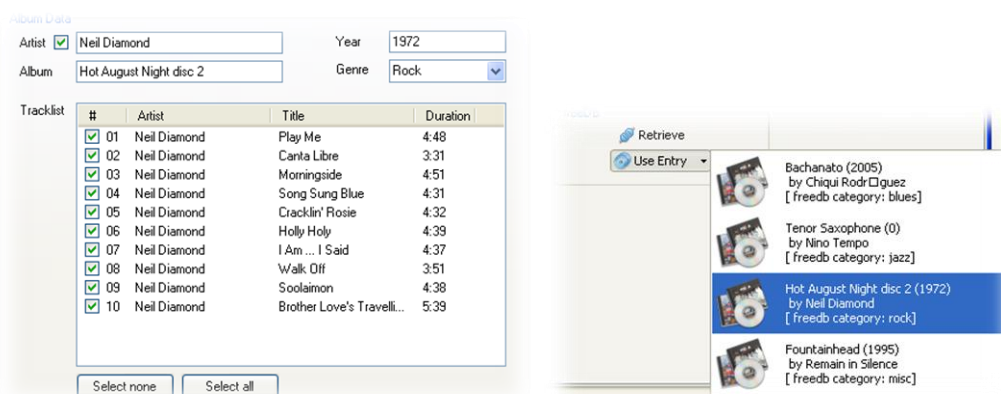 Album Data
Artist Neil Diamond Year 1972
Album Hot August Night disc 2 Genre Rock
Tracklist
# Artist Title Duration
01 Neil Diamond Play Me 4:48
02 Neil Diamond Canta Libre 3:31
03 Neil Diamond Morningside 4:51
04 Neil Diamond Song Sung Blue 4:31
05 Neil Diamond Cracklin' Rosie 4:32
06 Neil Diamond Holly Holy 4:39
07 Neil Diamond I Am ... I Said 4:37
08 Neil Diamond Walk Off 3:51
09 Neil Diamond Soolaimon 4:38
10 Neil Diamond Brother Love's Travelli... 5:39
Select none Select all
Retrieve
Use Entry
Bachanato (2005)
by Chiqui Rodr□guez
[ freedb category: blues]
Tenor Saxophone (0)
by Nino Tempo
[ freedb category: jazz]
Hot August Night disc 2 (1972)
by Neil Diamond
[ freedb category: rock]
Fountainhead (1995)
by Remain in Silence
[ freedb category: misc]